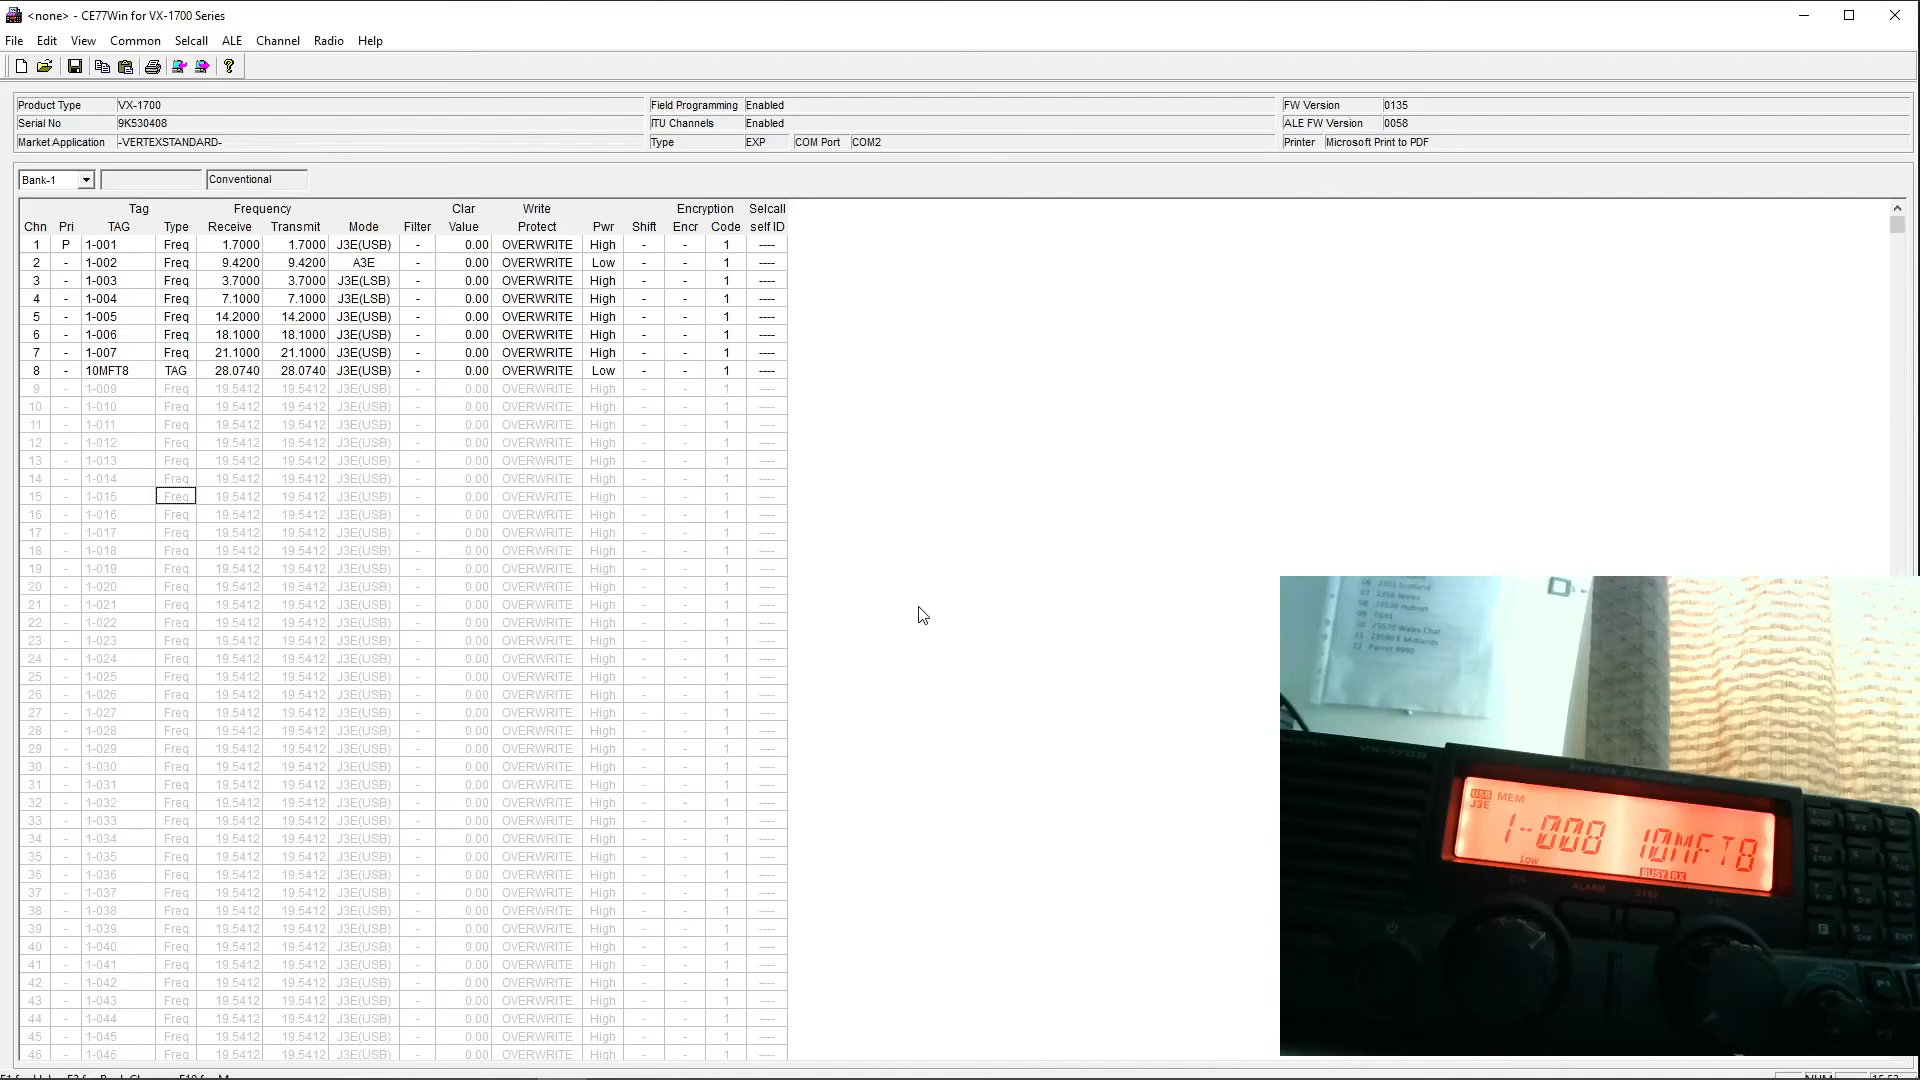 <none> - CE77Win for VX-1700 Series
File Edit View Common Selcall ALE Channel Radio Help
Product Type VX-1700 Field Programming Enabled FW Version 0135
Serial No 9K530408 ITU Channels Enabled ALE FW Version 0058
Market Application -VERTEXSTANDARD- Type EXP COM Port COM2 Printer Microsoft Print to PDF
Bank-1 Conventional
Tag Frequency Clar Write Encryption Selcall
Chn Pri TAG Type Receive Transmit Mode Filter Value Protect Pwr Shift Encr Code self ID
1 P 1-001 Freq 1.7000 1.7000 J3E(USB) - 0.00 OVERWRITE High - - 1 ----
2 - 1-002 Freq 9.4200 9.4200 A3E - 0.00 OVERWRITE Low - - 1 ----
3 - 1-003 Freq 3.7000 3.7000 J3E(LSB) - 0.00 OVERWRITE High - - 1 ----
4 - 1-004 Freq 7.1000 7.1000 J3E(LSB) - 0.00 OVERWRITE High - - 1 ----
5 - 1-005 Freq 14.2000 14.2000 J3E(USB) - 0.00 OVERWRITE High - - 1 ----
6 - 1-006 Freq 18.1000 18.1000 J3E(USB) - 0.00 OVERWRITE High - - 1 ----
7 - 1-007 Freq 21.1000 21.1000 J3E(USB) - 0.00 OVERWRITE High - - 1 ----
8 - 10MFT8 TAG 28.0740 28.0740 J3E(USB) - 0.00 OVERWRITE Low - - 1 ----
9 - 1-009 Freq 19.5412 19.5412 J3E(USB) - 0.00 OVERWRITE High - - 1 ----
10 - 1-010 Freq 19.5412 19.5412 J3E(USB) - 0.00 OVERWRITE High - - 1 ----
11 - 1-011 Freq 19.5412 19.5412 J3E(USB) - 0.00 OVERWRITE High - - 1 ----
12 - 1-012 Freq 19.5412 19.5412 J3E(USB) - 0.00 OVERWRITE High - - 1 ----
13 - 1-013 Freq 19.5412 19.5412 J3E(USB) - 0.00 OVERWRITE High - - 1 ----
14 - 1-014 Freq 19.5412 19.5412 J3E(USB) - 0.00 OVERWRITE High - - 1 ----
15 - 1-015 Freq 19.5412 19.5412 J3E(USB) - 0.00 OVERWRITE High - - 1 ----
16 - 1-016 Freq 19.5412 19.5412 J3E(USB) - 0.00 OVERWRITE High - - 1 ----
17 - 1-017 Freq 19.5412 19.5412 J3E(USB) - 0.00 OVERWRITE High - - 1 ----
18 - 1-018 Freq 19.5412 19.5412 J3E(USB) - 0.00 OVERWRITE High - - 1 ----
19 - 1-019 Freq 19.5412 19.5412 J3E(USB) - 0.00 OVERWRITE High - - 1 ----
20 - 1-020 Freq 19.5412 19.5412 J3E(USB) - 0.00 OVERWRITE High - - 1 ----
21 - 1-021 Freq 19.5412 19.5412 J3E(USB) - 0.00 OVERWRITE High - - 1 ----
22 - 1-022 Freq 19.5412 19.5412 J3E(USB) - 0.00 OVERWRITE High - - 1 ----
23 - 1-023 Freq 19.5412 19.5412 J3E(USB) - 0.00 OVERWRITE High - - 1 ----
24 - 1-024 Freq 19.5412 19.5412 J3E(USB) - 0.00 OVERWRITE High - - 1 ----
25 - 1-025 Freq 19.5412 19.5412 J3E(USB) - 0.00 OVERWRITE High - - 1 ----
26 - 1-026 Freq 19.5412 19.5412 J3E(USB) - 0.00 OVERWRITE High - - 1 ----
27 - 1-027 Freq 19.5412 19.5412 J3E(USB) - 0.00 OVERWRITE High - - 1 ----
28 - 1-028 Freq 19.5412 19.5412 J3E(USB) - 0.00 OVERWRITE High - - 1 ----
29 - 1-029 Freq 19.5412 19.5412 J3E(USB) - 0.00 OVERWRITE High - - 1 ----
30 - 1-030 Freq 19.5412 19.5412 J3E(USB) - 0.00 OVERWRITE High - - 1 ----
31 - 1-031 Freq 19.5412 19.5412 J3E(USB) - 0.00 OVERWRITE High - - 1 ----
32 - 1-032 Freq 19.5412 19.5412 J3E(USB) - 0.00 OVERWRITE High - - 1 ----
33 - 1-033 Freq 19.5412 19.5412 J3E(USB) - 0.00 OVERWRITE High - - 1 ----
34 - 1-034 Freq 19.5412 19.5412 J3E(USB) - 0.00 OVERWRITE High - - 1 ----
35 - 1-035 Freq 19.5412 19.5412 J3E(USB) - 0.00 OVERWRITE High - - 1 ----
36 - 1-036 Freq 19.5412 19.5412 J3E(USB) - 0.00 OVERWRITE High - - 1 ----
37 - 1-037 Freq 19.5412 19.5412 J3E(USB) - 0.00 OVERWRITE High - - 1 ----
38 - 1-038 Freq 19.5412 19.5412 J3E(USB) - 0.00 OVERWRITE High - - 1 ----
39 - 1-039 Freq 19.5412 19.5412 J3E(USB) - 0.00 OVERWRITE High - - 1 ----
40 - 1-040 Freq 19.5412 19.5412 J3E(USB) - 0.00 OVERWRITE High - - 1 ----
41 - 1-041 Freq 19.5412 19.5412 J3E(USB) - 0.00 OVERWRITE High - - 1 ----
42 - 1-042 Freq 19.5412 19.5412 J3E(USB) - 0.00 OVERWRITE High - - 1 ----
43 - 1-043 Freq 19.5412 19.5412 J3E(USB) - 0.00 OVERWRITE High - - 1 ----
44 - 1-044 Freq 19.5412 19.5412 J3E(USB) - 0.00 OVERWRITE High - - 1 ----
45 - 1-045 Freq 19.5412 19.5412 J3E(USB) - 0.00 OVERWRITE High - - 1 ----
46 - 1-046 Freq 19.5412 19.5412 J3E(USB) - 0.00 OVERWRITE High - - 1 ----
Scotland
Wales
Hubnet
10 23570 Wales Chat
11 23590 E Midlands
12 Parrot 9990
VX-1700
Vertex Standard
USB MEM
J3E
1-008 10MFT8
LOW
BUSY RX
ALARM 2182
VOL